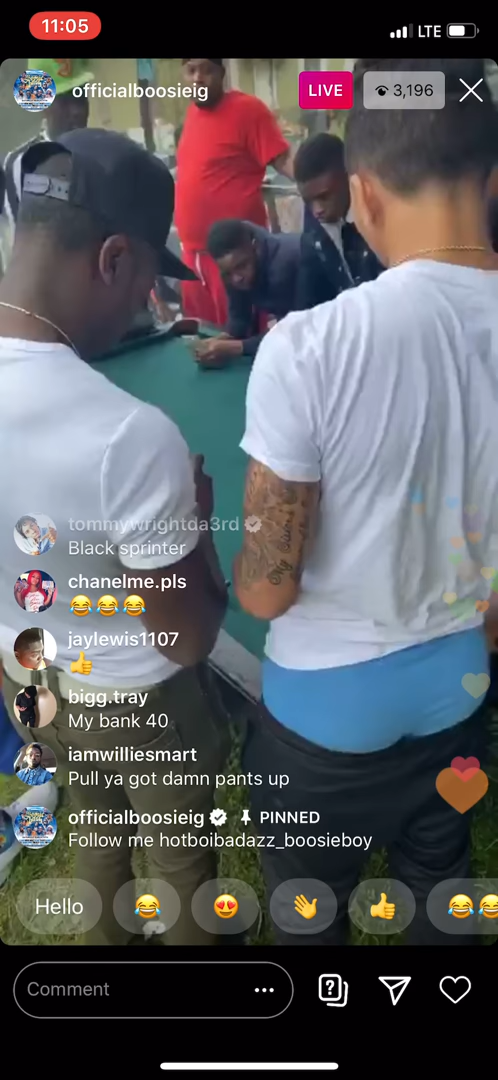 11:05
LTE
officialboosieig
LIVE
3,196
tommywrightda3rd
Black sprinter
chanelme.pls
😂😂😂
jaylewis1107
👍
bigg.tray
My bank 40
iamwilliesmart
Pull ya got damn pants up
officialboosieig PINNED
Follow me hotboibadazz_boosieboy
Hello 😂 😍 👋 👍 😂😂
Comment